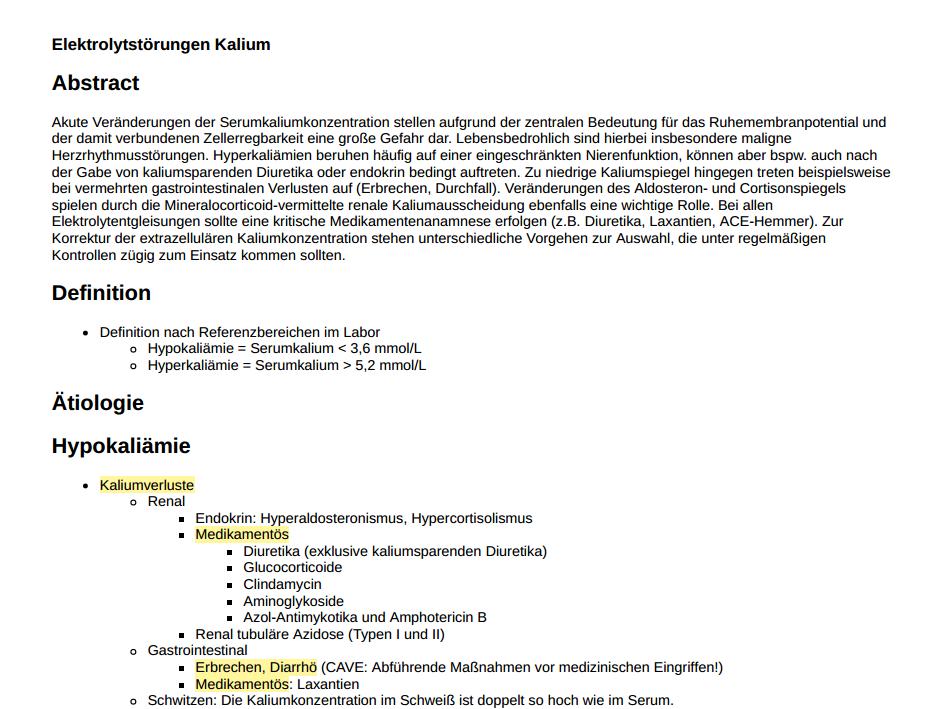 Elektrolytstörungen Kalium
Abstract
Akute Veränderungen der Serumkaliumkonzentration stellen aufgrund der zentralen Bedeutung für das Ruhemembranpotential und
der damit verbundenen Zellerregbarkeit eine große Gefahr dar. Lebensbedrohlich sind hierbei insbesondere maligne
Herzrhythmusstörungen. Hyperkaliämien beruhen häufig auf einer eingeschränkten Nierenfunktion, können aber bspw. auch nach
der Gabe von kaliumsparenden Diuretika oder endokrin bedingt auftreten. Zu niedrige Kaliumspiegel hingegen treten beispielsweise
bei vermehrten gastrointestinalen Verlusten auf (Erbrechen, Durchfall). Veränderungen des Aldosteron- und Cortisonspiegels
spielen durch die Mineralocorticoid-vermittelte renale Kaliumausscheidung ebenfalls eine wichtige Rolle. Bei allen
Elektrolytentgleisungen sollte eine kritische Medikamentenanamnese erfolgen (z.B. Diuretika, Laxantien, ACE-Hemmer). Zur
Korrektur der extrazellulären Kaliumkonzentration stehen unterschiedliche Vorgehen zur Auswahl, die unter regelmäßigen
Kontrollen zügig zum Einsatz kommen sollten.
Definition
• Definition nach Referenzbereichen im Labor
◦ Hypokaliämie = Serumkalium < 3,6 mmol/L
◦ Hyperkaliämie = Serumkalium > 5,2 mmol/L
Ätiologie
Hypokaliämie
• Kaliumverluste
◦ Renal
▪ Endokrin: Hyperaldosteronismus, Hypercortisolismus
▪ Medikamentös
▪ Diuretika (exklusive kaliumsparenden Diuretika)
▪ Glucocorticoide
▪ Clindamycin
▪ Aminoglykoside
▪ Azol-Antimykotika und Amphotericin B
▪ Renal tubuläre Azidose (Typen I und II)
◦ Gastrointestinal
▪ Erbrechen, Diarrhö (CAVE: Abführende Maßnahmen vor medizinischen Eingriffen!)
▪ Medikamentös: Laxantien
◦ Schwitzen: Die Kaliumkonzentration im Schweiß ist doppelt so hoch wie im Serum.